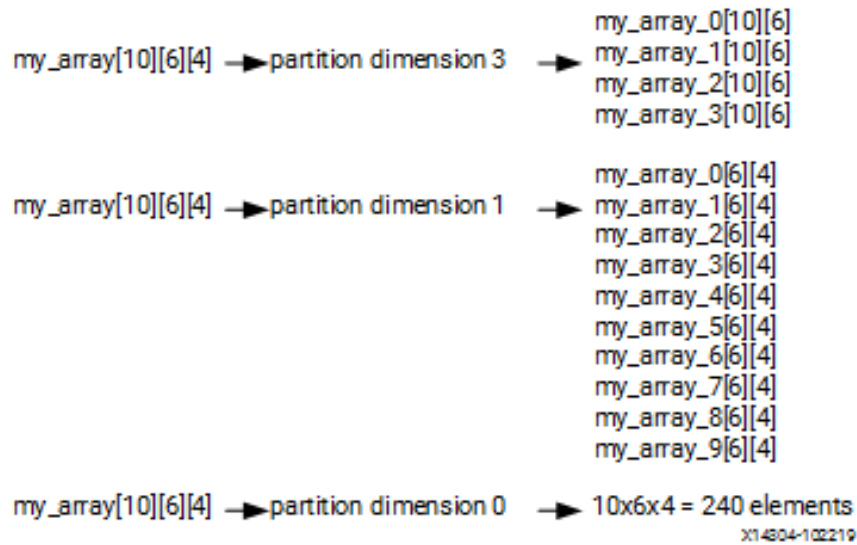 my_array_0[10][6]
my_array_1[10][6]
my_array[10][6][4] partition dimension 3
my_array_2[10][6]
my_array_3[10][6]
my_array_0[6][4]
my_array[10][6][4] partition dimension 1 my_array_1[6][4]
my_array_2[6][4]
my_array_3[6][4]
my_array_4[6][4]
my_array_5[6][4]
my_array_6[6][4]
my_array_7[6][4]
my_array_8[6][4]
my_array_9[6][4]
my_array[10][6][4] partition dimension 0 10x6x4 = 240 elements
X14304-102219